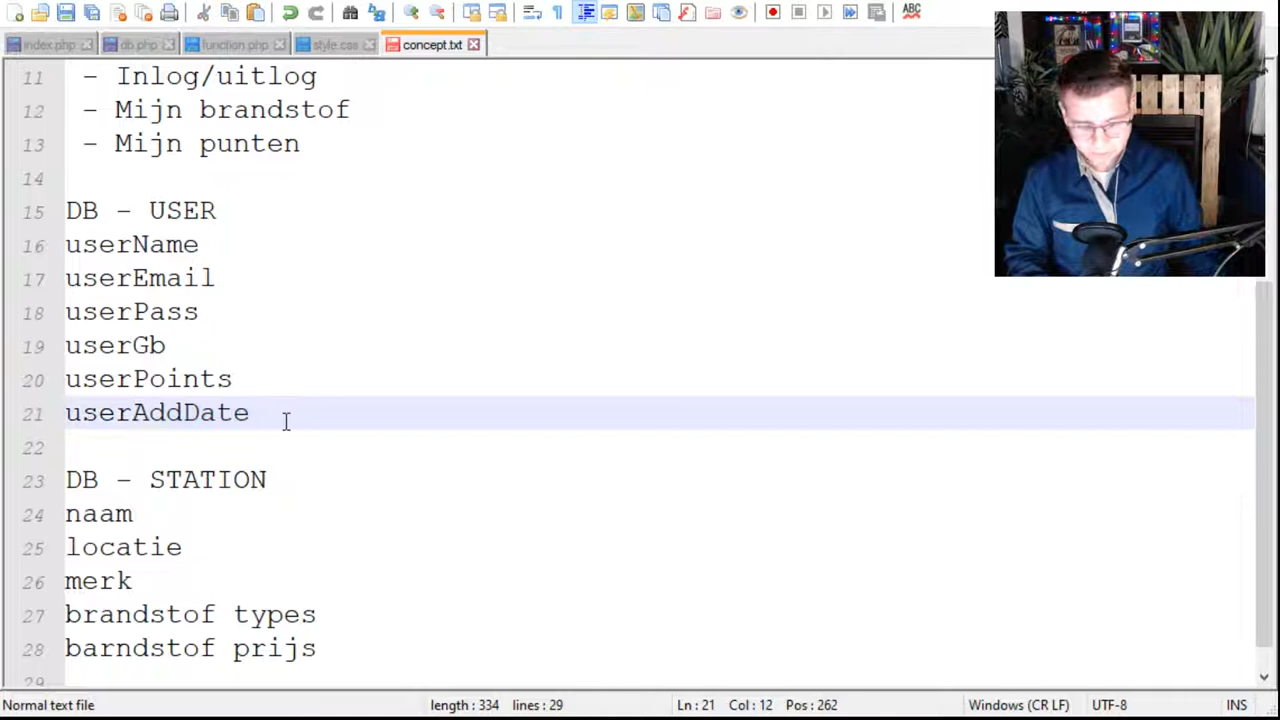 index.php db.php function.php style.css concept.txt
ABC
11 - Inlog/uitlog
12 - Mijn brandstof
13 - Mijn punten
14
15 DB - USER
16 userName
17 userEmail
18 userPass
19 userGb
20 userPoints
21 userAddDate
22
23 DB - STATION
24 naam
25 locatie
26 merk
27 brandstof types
28 barndstof prijs
29
Normal text file length : 334 lines : 29 Ln : 21 Col : 12 Pos : 262 Windows (CR LF) UTF-8 INS